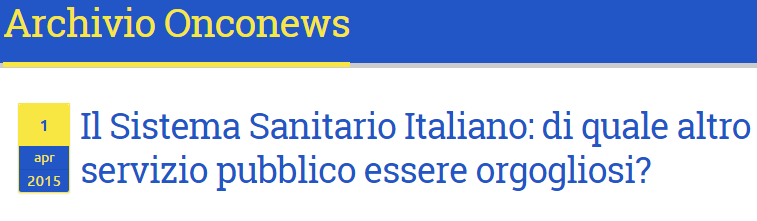 Archivio Onconews
1
apr
2015
Il Sistema Sanitario Italiano: di quale altro
servizio pubblico essere orgogliosi?